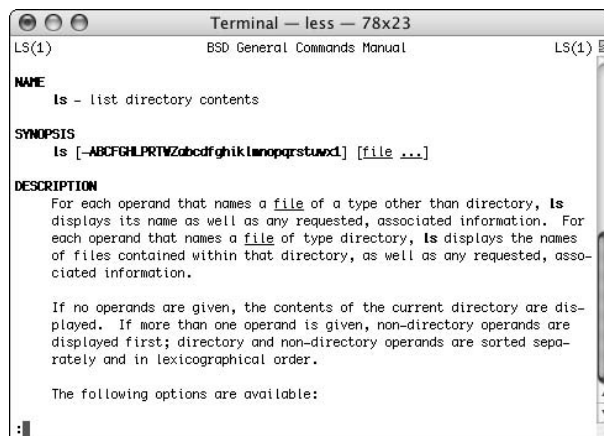 Terminal — less — 78x23
LS(1) BSD General Commands Manual LS(1)
NAME
ls – list directory contents
SYNOPSIS
ls [–ABCFGHLPRTWZabcdfghiklmnopqrstuwx1] [file ...]
DESCRIPTION
For each operand that names a file of a type other than directory, ls
displays its name as well as any requested, associated information. For
each operand that names a file of type directory, ls displays the names
of files contained within that directory, as well as any requested, asso–
ciated information.
If no operands are given, the contents of the current directory are dis–
played. If more than one operand is given, non–directory operands are
displayed first; directory and non–directory operands are sorted sepa–
rately and in lexicographical order.
The following options are available:
: